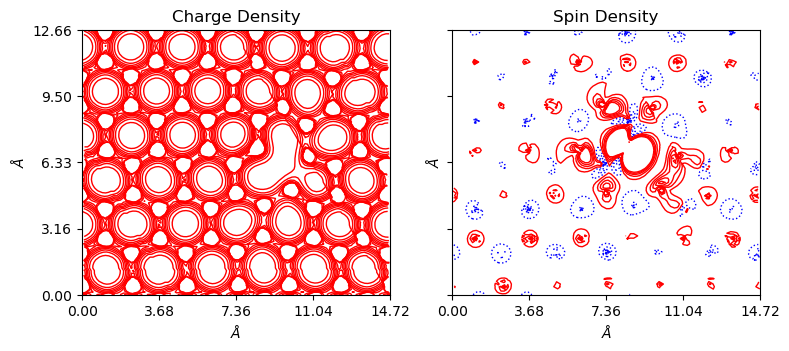 Charge Density
Spin Density
12.66
9.50
6.33
3.16
0.00
Å
0.00 3.68 7.36 11.04 14.72
Å
Å
0.00 3.68 7.36 11.04 14.72
Å